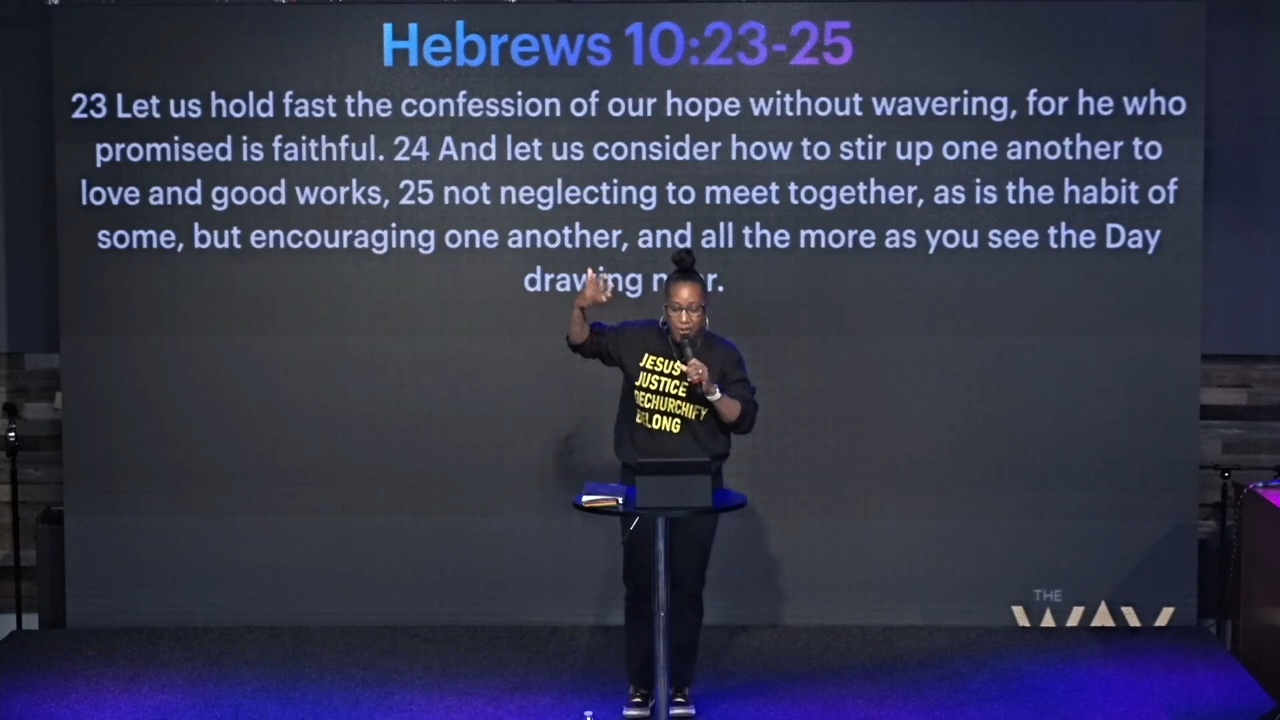 Hebrews 10:23-25
23 Let us hold fast the confession of our hope without wavering, for he who
promised is faithful. 24 And let us consider how to stir up one another to
love and good works, 25 not neglecting to meet together, as is the habit of
some, but encouraging one another, and all the more as you see the Day
drawing near.
JESUS
JUSTICE
DECHURCHIFY
BELONG
THE
WAY